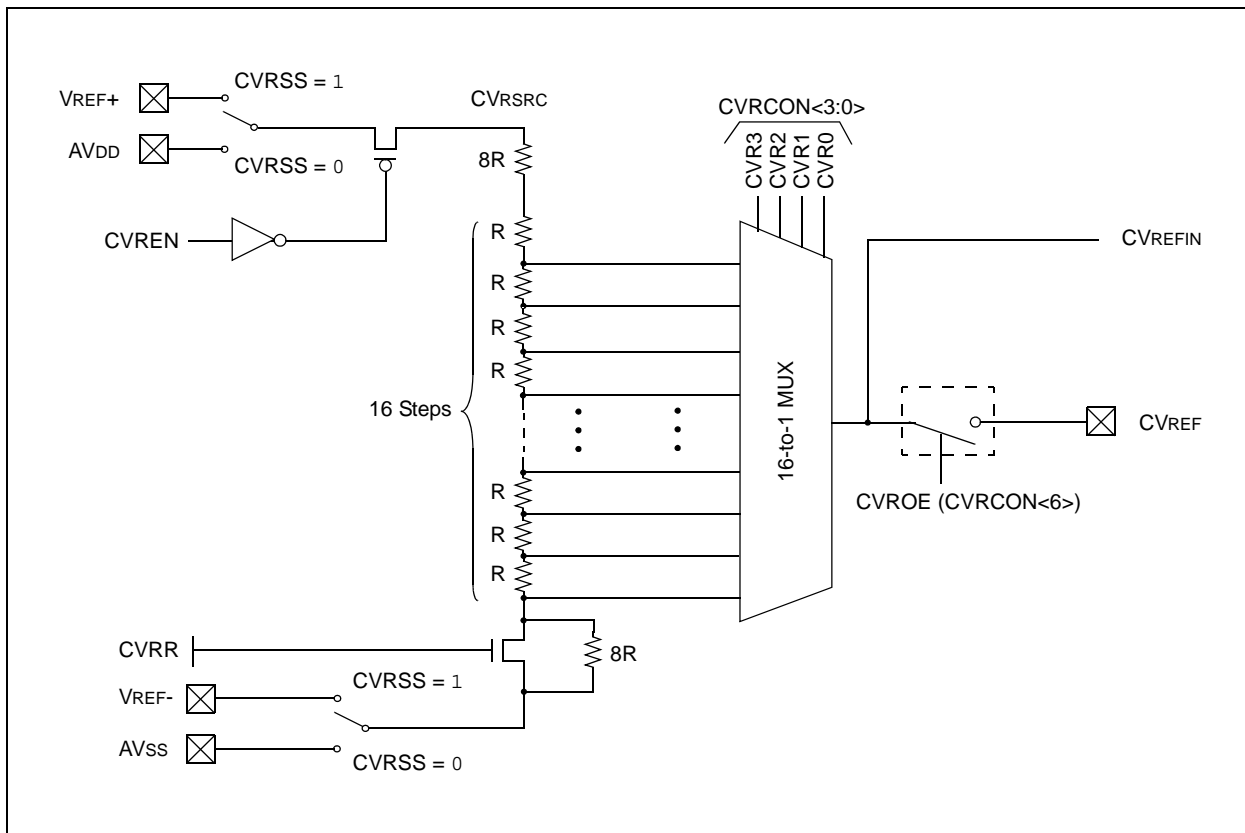 VREF+
CVRSS = 1
AVDD
CVRSS = 0
CVREN
CVRSRC
8R
R
R
R
R
16 Steps
R
R
R
CVRR
8R
VREF-
CVRSS = 1
AVSS
CVRSS = 0
CVRCON<3:0>
CVR3
CVR2
CVR1
CVR0
16-to-1 MUX
CVREFIN
CVREF
CVROE (CVRCON<6>)